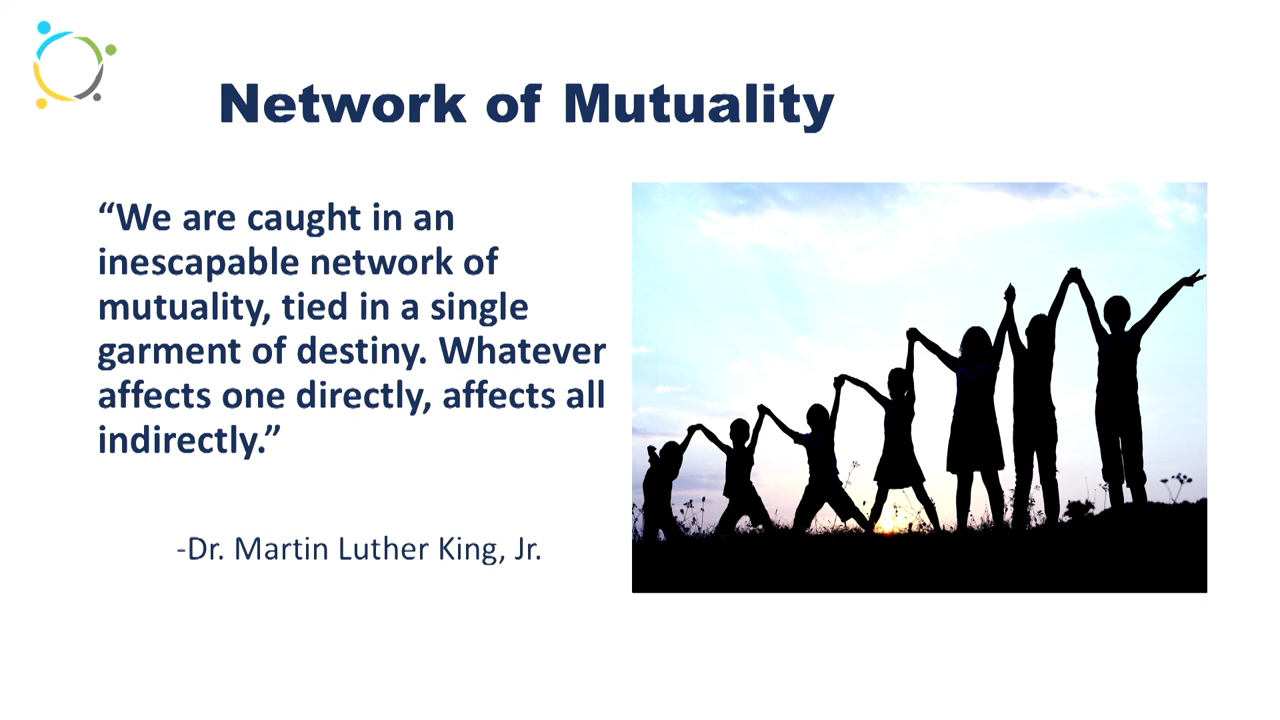 Network of Mutuality
“We are caught in an
inescapable network of
mutuality, tied in a single
garment of destiny. Whatever
affects one directly, affects all
indirectly.”
-Dr. Martin Luther King, Jr.